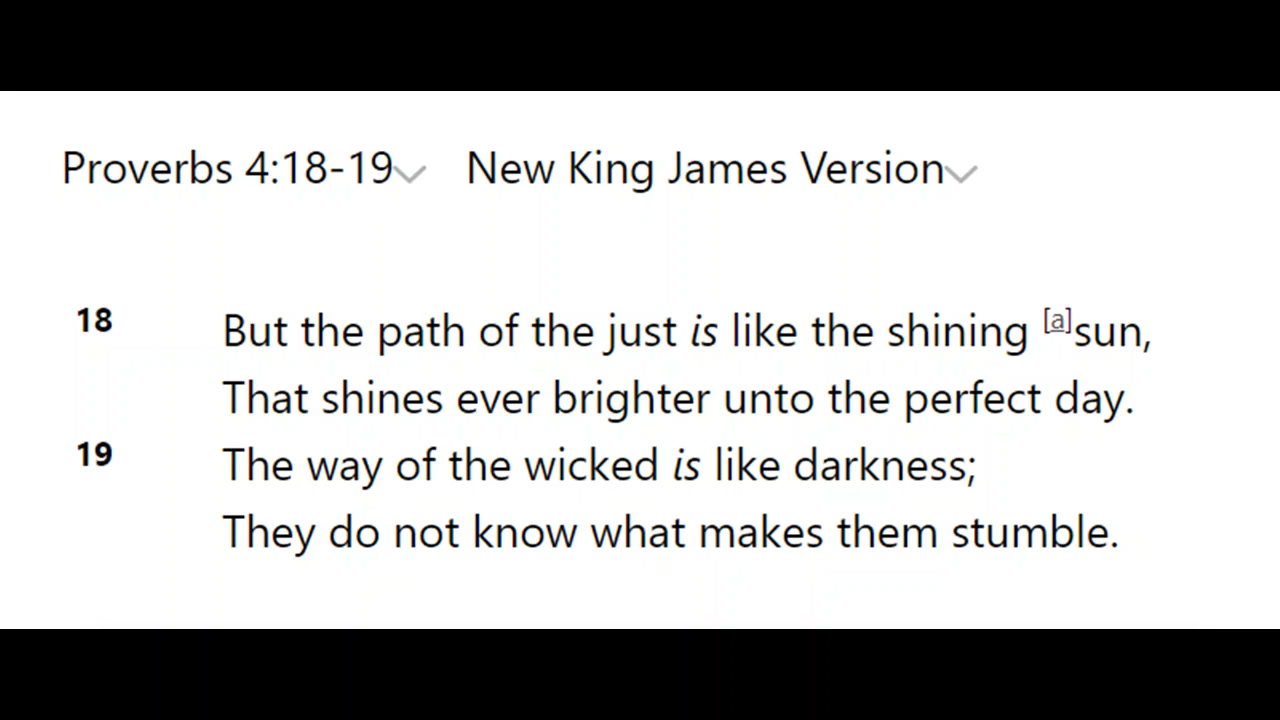 Proverbs 4:18-19 New King James Version
18 But the path of the just is like the shining [a]sun,
That shines ever brighter unto the perfect day.
19 The way of the wicked is like darkness;
They do not know what makes them stumble.